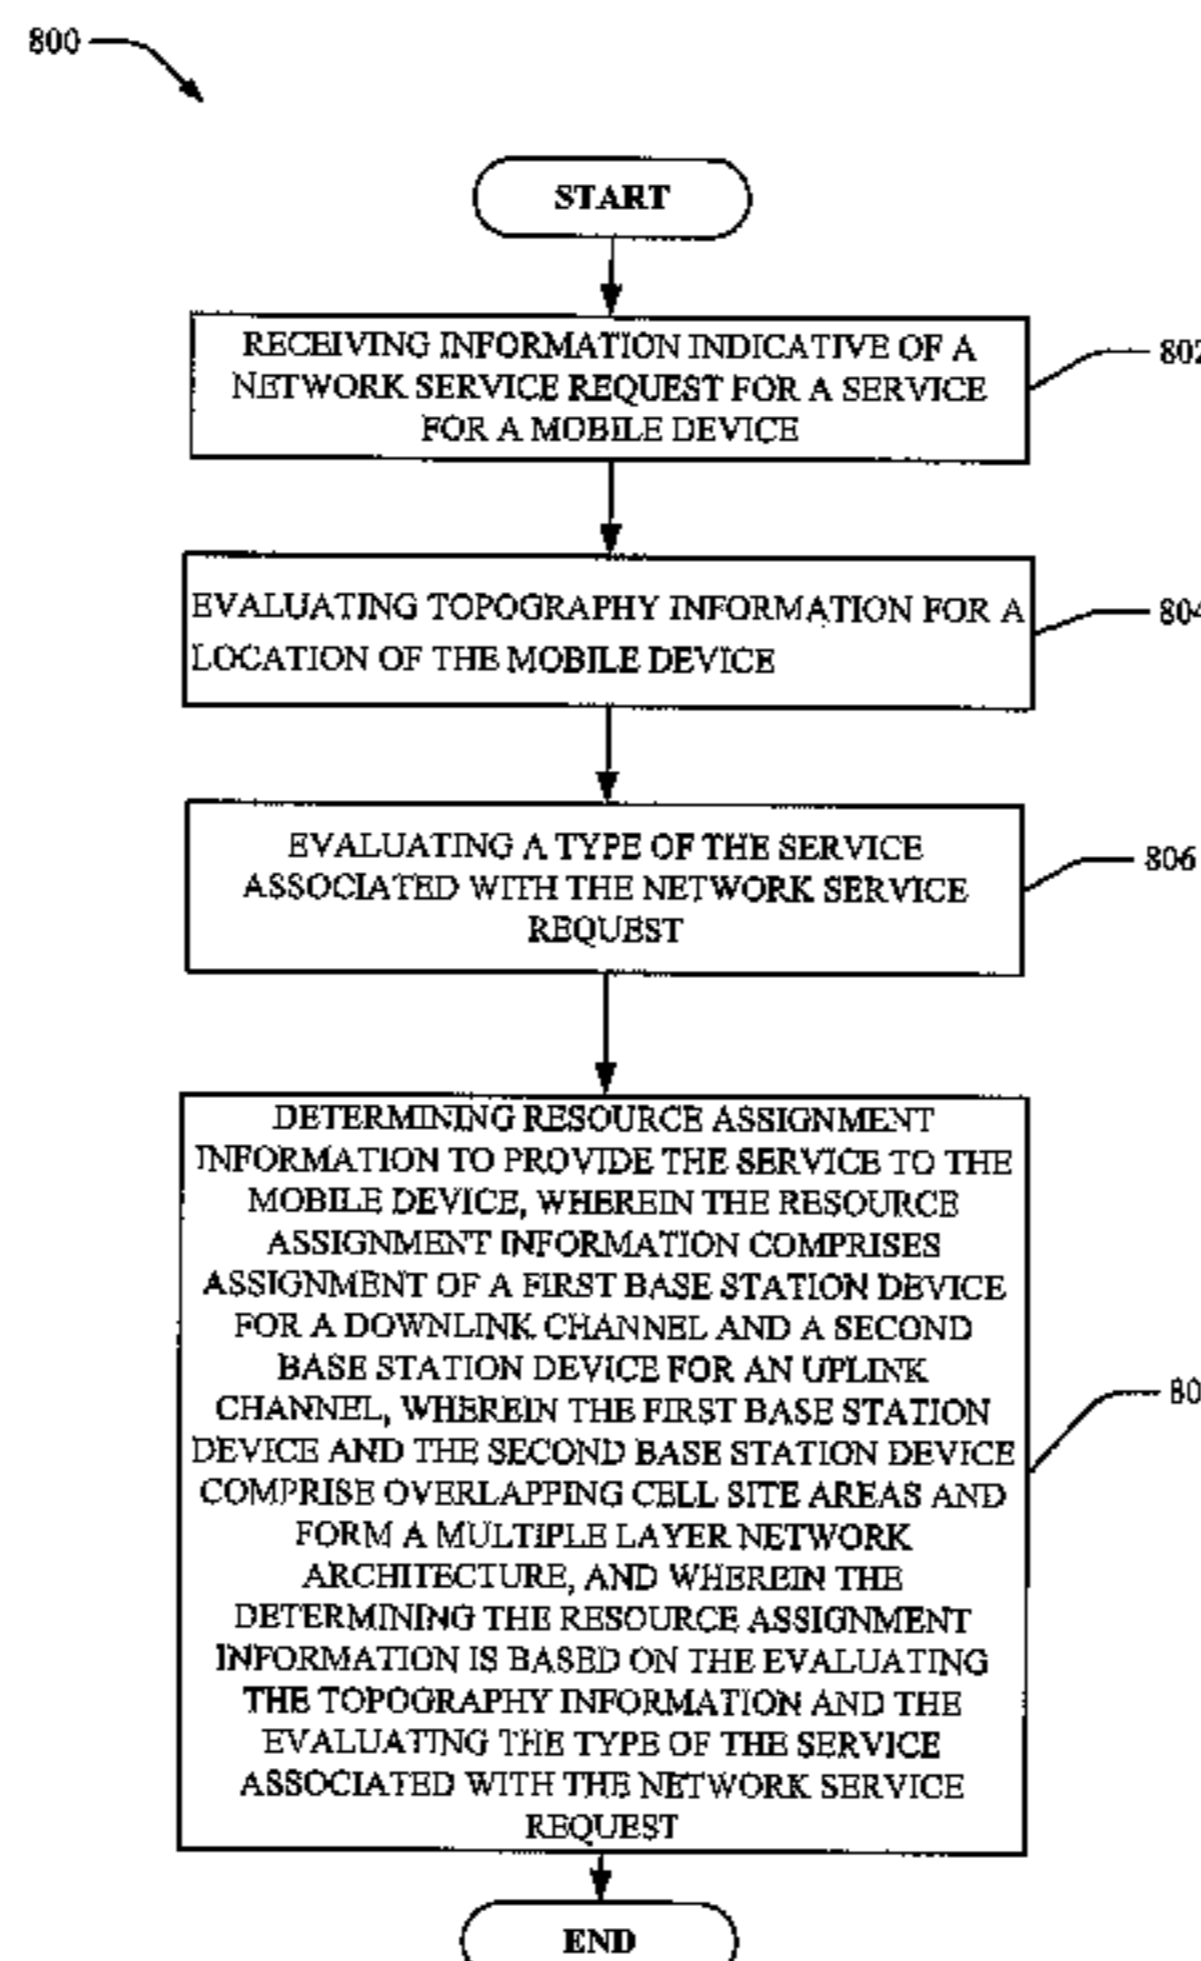 800
START
RECEIVING INFORMATION INDICATIVE OF A
NETWORK SERVICE REQUEST FOR A SERVICE
FOR A MOBILE DEVICE
802
EVALUATING TOPOGRAPHY INFORMATION FOR A
LOCATION OF THE MOBILE DEVICE
804
EVALUATING A TYPE OF THE SERVICE
ASSOCIATED WITH THE NETWORK SERVICE
REQUEST
806
DETERMINING RESOURCE ASSIGNMENT
INFORMATION TO PROVIDE THE SERVICE TO THE
MOBILE DEVICE, WHEREIN THE RESOURCE
ASSIGNMENT INFORMATION COMPRISES
ASSIGNMENT OF A FIRST BASE STATION DEVICE
FOR A DOWNLINK CHANNEL AND A SECOND
BASE STATION DEVICE FOR AN UPLINK
CHANNEL, WHEREIN THE FIRST BASE STATION
DEVICE AND THE SECOND BASE STATION DEVICE
COMPRISE OVERLAPPING CELL SITE AREAS AND
FORM A MULTIPLE LAYER NETWORK
ARCHITECTURE, AND WHEREIN THE
DETERMINING THE RESOURCE ASSIGNMENT
INFORMATION IS BASED ON THE EVALUATING
THE TOPOGRAPHY INFORMATION AND THE
EVALUATING THE TYPE OF THE SERVICE
ASSOCIATED WITH THE NETWORK SERVICE
REQUEST
END